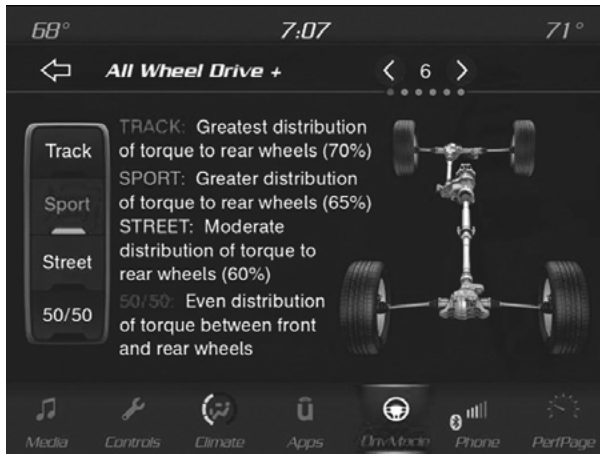 68° 7:07 71°
All Wheel Drive + 6
Track
Sport
Street
50/50
TRACK: Greatest distribution
of torque to rear wheels (70%)
SPORT: Greater distribution
of torque to rear wheels (65%)
STREET: Moderate
distribution of torque to
rear wheels (60%)
50/50: Even distribution
of torque between front
and rear wheels
Media Controls Climate Apps DrvMode Phone PerfPage